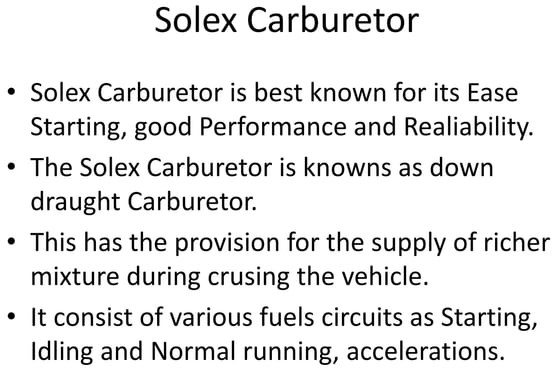 Solex Carburetor
• Solex Carburetor is best known for its Ease
Starting, good Performance and Realiability.
• The Solex Carburetor is knowns as down
draught Carburetor.
• This has the provision for the supply of richer
mixture during crusing the vehicle.
• It consist of various fuels circuits as Starting,
Idling and Normal running, accelerations.